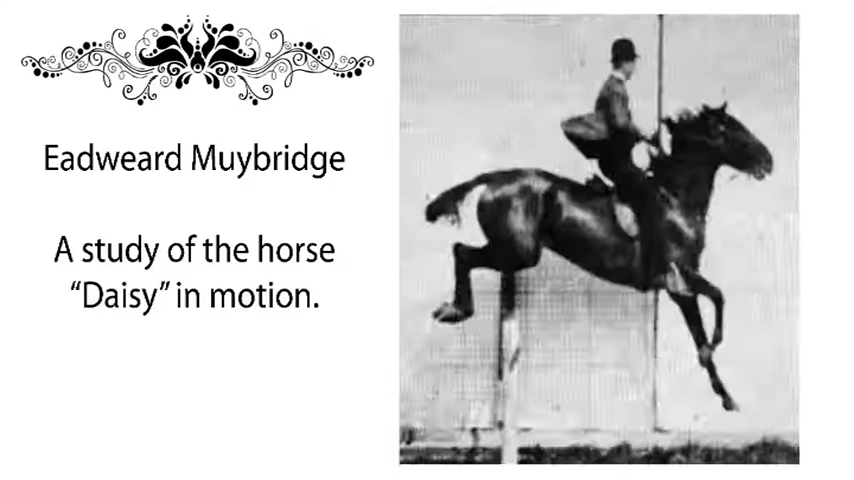 Eadweard Muybridge
A study of the horse
“Daisy” in motion.